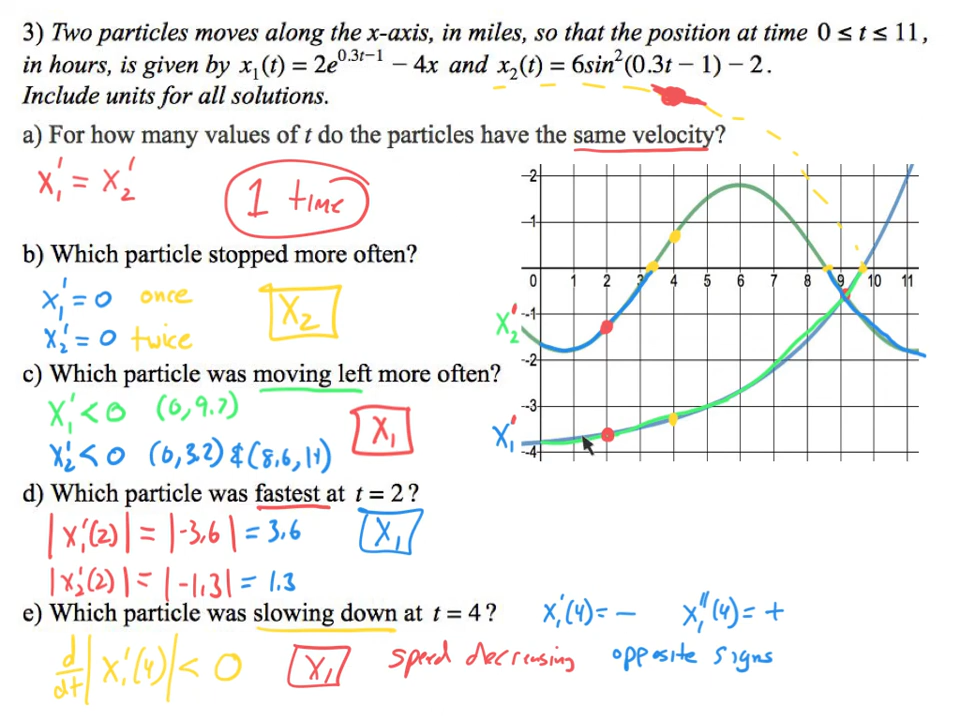 3) Two particles moves along the x-axis, in miles, so that the position at time 0 ≤ t ≤ 11,
in hours, is given by x₁(t) = 2e^(0.3t−1) − 4x and x₂(t) = 6sin²(0.3t − 1) − 2.
Include units for all solutions.
a) For how many values of t do the particles have the same velocity?
x₁' = x₂'
1 time
b) Which particle stopped more often?
x₁' = 0 once
x₂' = 0 twice
X₂
c) Which particle was moving left more often?
x₁' < 0 (0, 9.7)
x₂' < 0 (0, 3.2) & (8.6, 11)
X₁
d) Which particle was fastest at t = 2?
|x₁'(2)| = |-3.6| = 3.6
X₁
|x₂'(2)| = |-1.3| = 1.3
e) Which particle was slowing down at t = 4?
x₁'(4) = − x₁''(4) = +
d/dt |x₁'(4)| < 0
X₁
speed decreasing
opposite signs
2
1
0 1 2 3 4 5 6 7 8 9 10 11
-1
-2
-3
-4
X₂'
X₁'